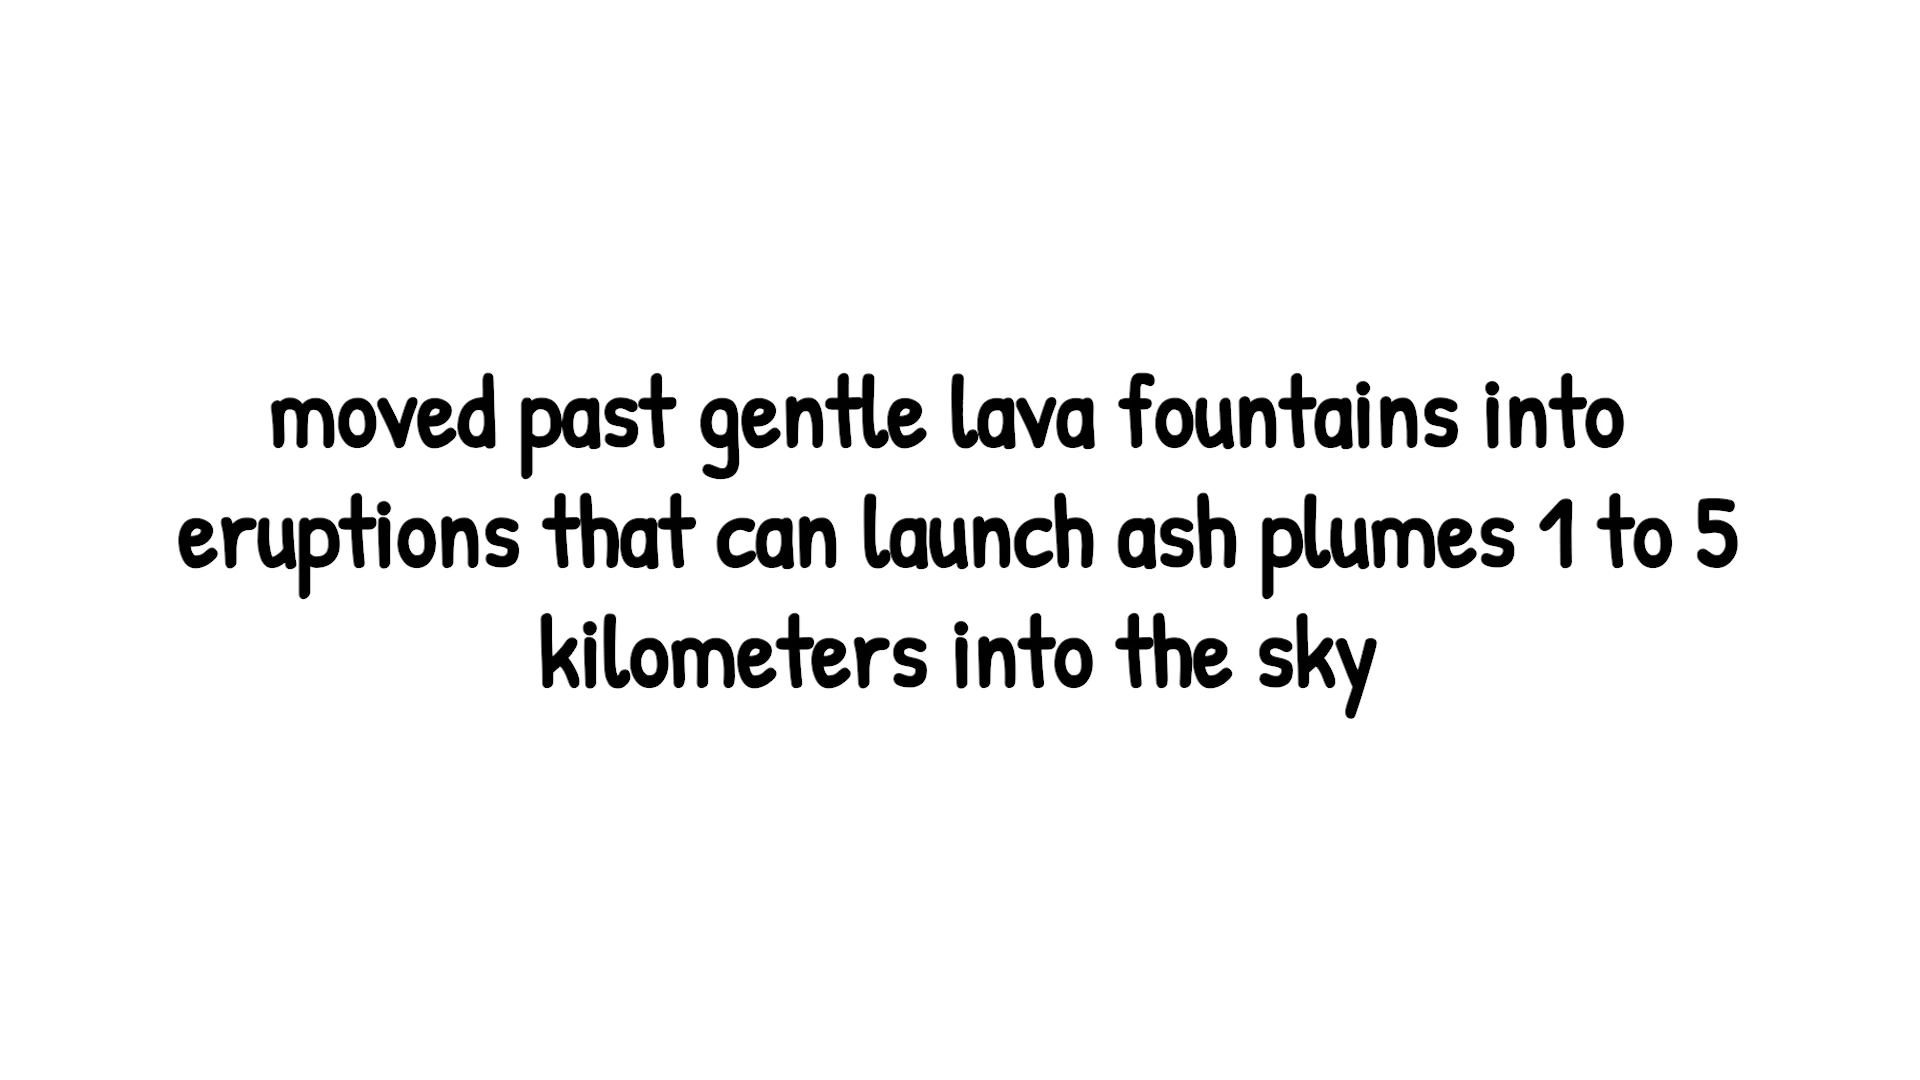 moved past gentle lava fountains into
eruptions that can launch ash plumes 1 to 5
kilometers into the sky